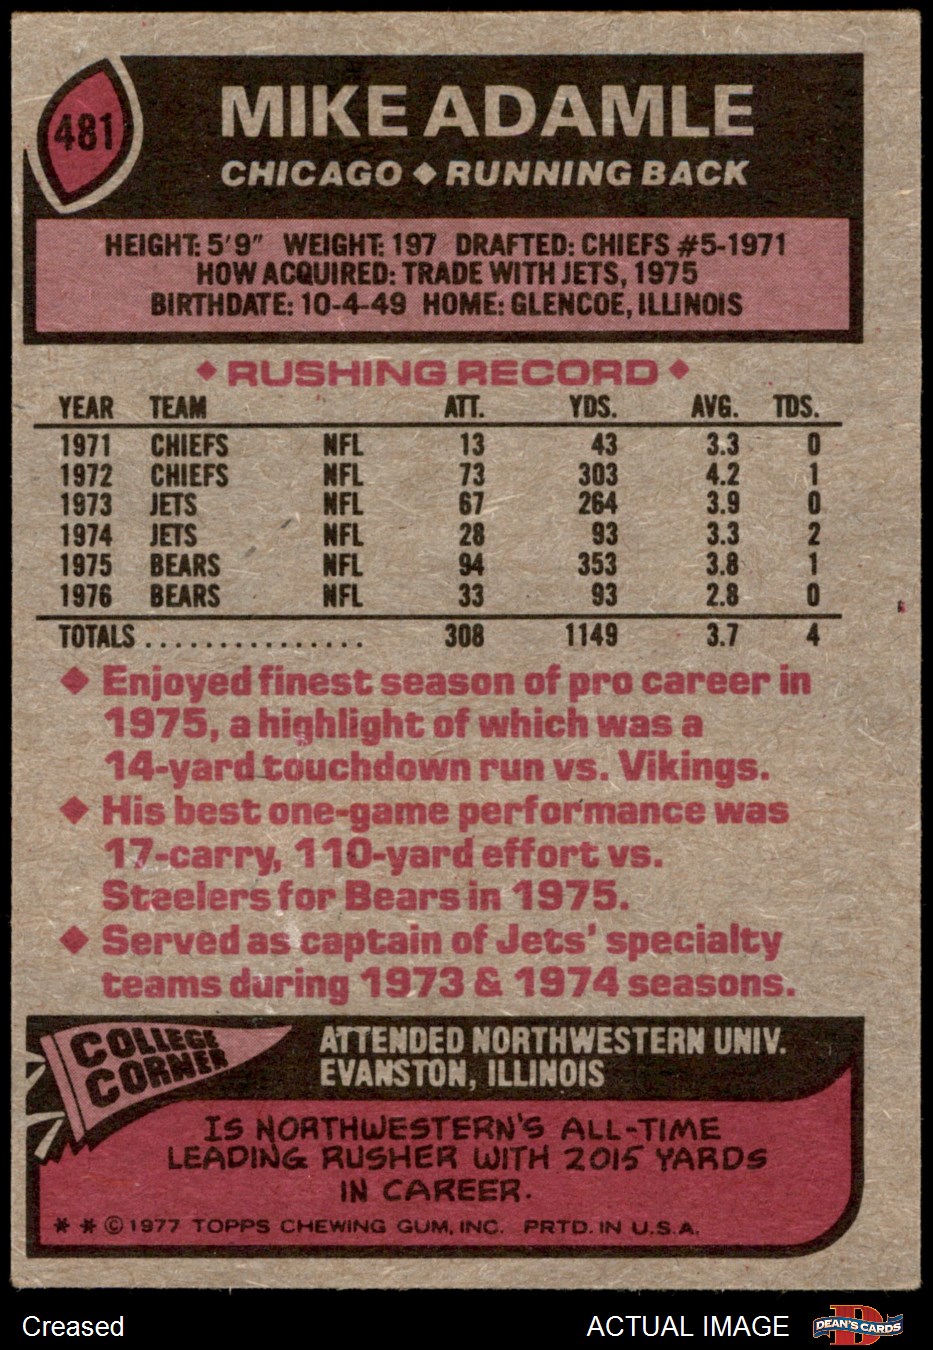 481
MIKE ADAMLE
CHICAGO ◆ RUNNING BACK
HEIGHT: 5'9" WEIGHT: 197 DRAFTED: CHIEFS #5-1971
HOW ACQUIRED: TRADE WITH JETS, 1975
BIRTHDATE: 10-4-49 HOME: GLENCOE, ILLINOIS
◆ RUSHING RECORD ◆
YEAR TEAM ATT. YDS. AVG. TDS.
1971 CHIEFS NFL 13 43 3.3 0
1972 CHIEFS NFL 73 303 4.2 1
1973 JETS NFL 67 264 3.9 0
1974 JETS NFL 28 93 3.3 2
1975 BEARS NFL 94 353 3.8 1
1976 BEARS NFL 33 93 2.8 0
TOTALS ................ 308 1149 3.7 4
◆ Enjoyed finest season of pro career in
1975, a highlight of which was a
14-yard touchdown run vs. Vikings.
◆ His best one-game performance was
17-carry, 110-yard effort vs.
Steelers for Bears in 1975.
◆ Served as captain of Jets' specialty
teams during 1973 & 1974 seasons.
COLLEGE
CORNER
ATTENDED NORTHWESTERN UNIV.
EVANSTON, ILLINOIS
IS NORTHWESTERN'S ALL-TIME
LEADING RUSHER WITH 2015 YARDS
IN CAREER.
* * © 1977 TOPPS CHEWING GUM, INC. PRTD. IN U.S.A.
Creased
ACTUAL IMAGE
DEAN'S CARDS